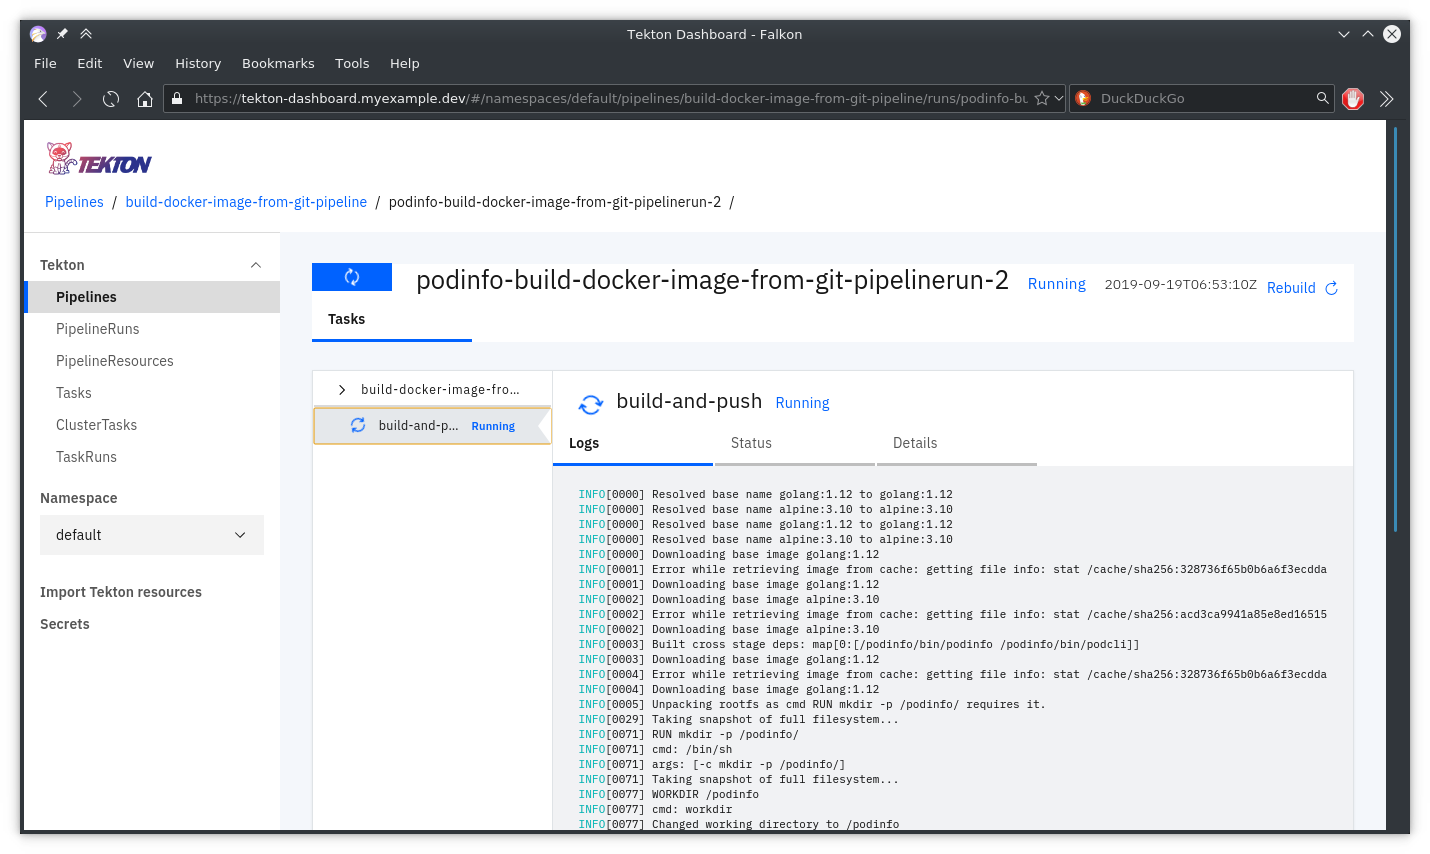 Tekton Dashboard - Falkon
File Edit View History Bookmarks Tools Help
https://tekton-dashboard.myexample.dev/#/namespaces/default/pipelines/build-docker-image-from-git-pipeline/runs/podinfo-bu
DuckDuckGo
TEKTON
Pipelines / build-docker-image-from-git-pipeline / podinfo-build-docker-image-from-git-pipelinerun-2 /
Tekton
Pipelines
PipelineRuns
PipelineResources
Tasks
ClusterTasks
TaskRuns
Namespace
default
Import Tekton resources
Secrets
podinfo-build-docker-image-from-git-pipelinerun-2 Running 2019-09-19T06:53:10Z Rebuild
Tasks
build-docker-image-fro...
build-and-p... Running
build-and-push Running
Logs Status Details
INFO[0000] Resolved base name golang:1.12 to golang:1.12
INFO[0000] Resolved base name alpine:3.10 to alpine:3.10
INFO[0000] Resolved base name golang:1.12 to golang:1.12
INFO[0000] Resolved base name alpine:3.10 to alpine:3.10
INFO[0000] Downloading base image golang:1.12
INFO[0001] Error while retrieving image from cache: getting file info: stat /cache/sha256:328736f65b0b6a6f3ecdda
INFO[0001] Downloading base image golang:1.12
INFO[0002] Downloading base image alpine:3.10
INFO[0002] Error while retrieving image from cache: getting file info: stat /cache/sha256:acd3ca9941a85e8ed16515
INFO[0002] Downloading base image alpine:3.10
INFO[0003] Built cross stage deps: map[0:[/podinfo/bin/podinfo /podinfo/bin/podcli]]
INFO[0003] Downloading base image golang:1.12
INFO[0004] Error while retrieving image from cache: getting file info: stat /cache/sha256:328736f65b0b6a6f3ecdda
INFO[0004] Downloading base image golang:1.12
INFO[0005] Unpacking rootfs as cmd RUN mkdir -p /podinfo/ requires it.
INFO[0029] Taking snapshot of full filesystem...
INFO[0071] RUN mkdir -p /podinfo/
INFO[0071] cmd: /bin/sh
INFO[0071] args: [-c mkdir -p /podinfo/]
INFO[0071] Taking snapshot of full filesystem...
INFO[0077] WORKDIR /podinfo
INFO[0077] cmd: workdir
INFO[0077] Changed working directory to /podinfo